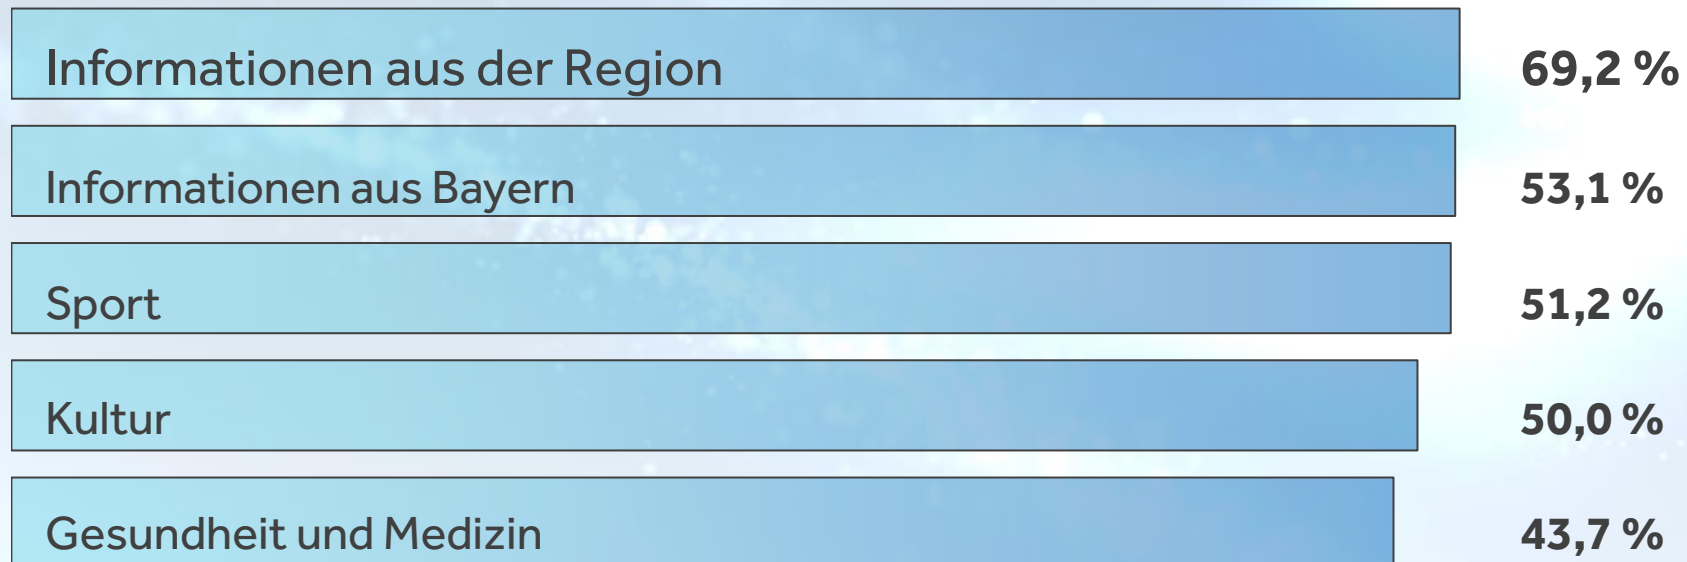 Informationen aus der Region 69,2 %
Informationen aus Bayern 53,1 %
Sport 51,2 %
Kultur 50,0 %
Gesundheit und Medizin 43,7 %